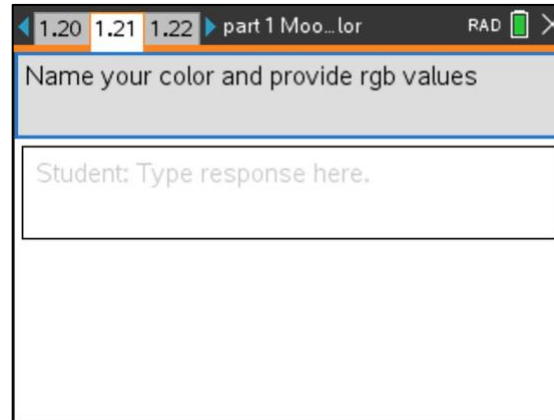 1.20 1.21 1.22 part 1 Moo...lor RAD
Name your color and provide rgb values
Student: Type response here.